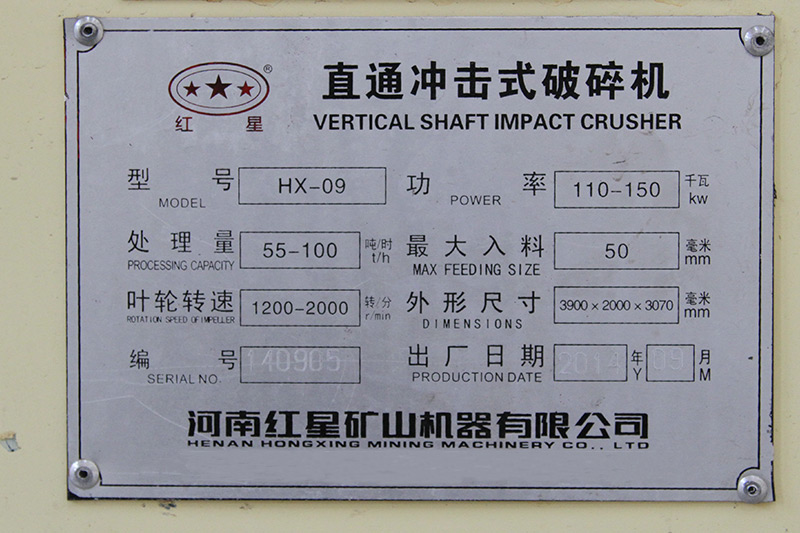 ®
红 星
直通冲击式破碎机
VERTICAL SHAFT IMPACT CRUSHER
型 号 HX-09 功 率 110-150 千瓦
MODEL POWER kw
处理量 55-100 吨/时 最大入料 50 毫米
PROCESSING CAPACITY t/h MAX FEEDING SIZE mm
叶轮转速 1200-2000 转/分 外形尺寸 3900×2000×3070 毫米
ROTATION SPEED OF IMPELLER r/min DIMENSIONS mm
编 号 140905 出厂日期 2014 年 09 月
SERIAL NO. PRODUCTION DATE Y M
河南红星矿山机器有限公司
HENAN HONGXING MINING MACHINERY CO., LTD